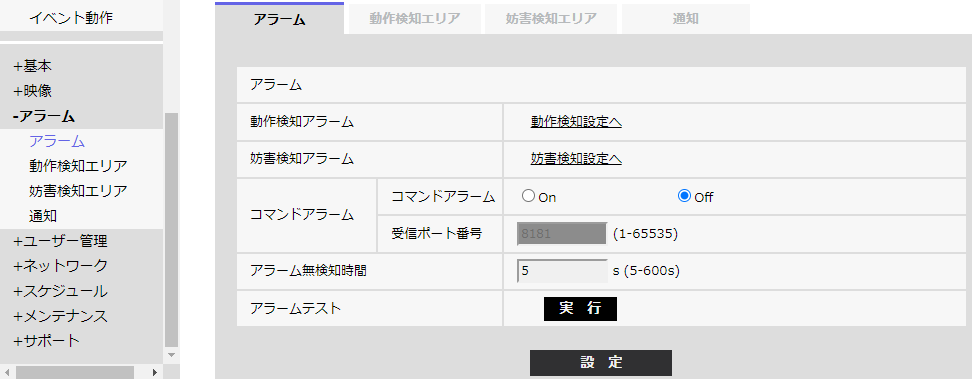 イベント動作
+基本
+映像
-アラーム
アラーム
動作検知エリア
妨害検知エリア
通知
+ユーザー管理
+ネットワーク
+スケジュール
+メンテナンス
+サポート
アラーム 動作検知エリア 妨害検知エリア 通知
アラーム
動作検知アラーム 動作検知設定へ
妨害検知アラーム 妨害検知設定へ
コマンドアラーム コマンドアラーム On Off
受信ポート番号 8181 (1-65535)
アラーム無検知時間 5 s (5-600s)
アラームテスト 実 行
設 定